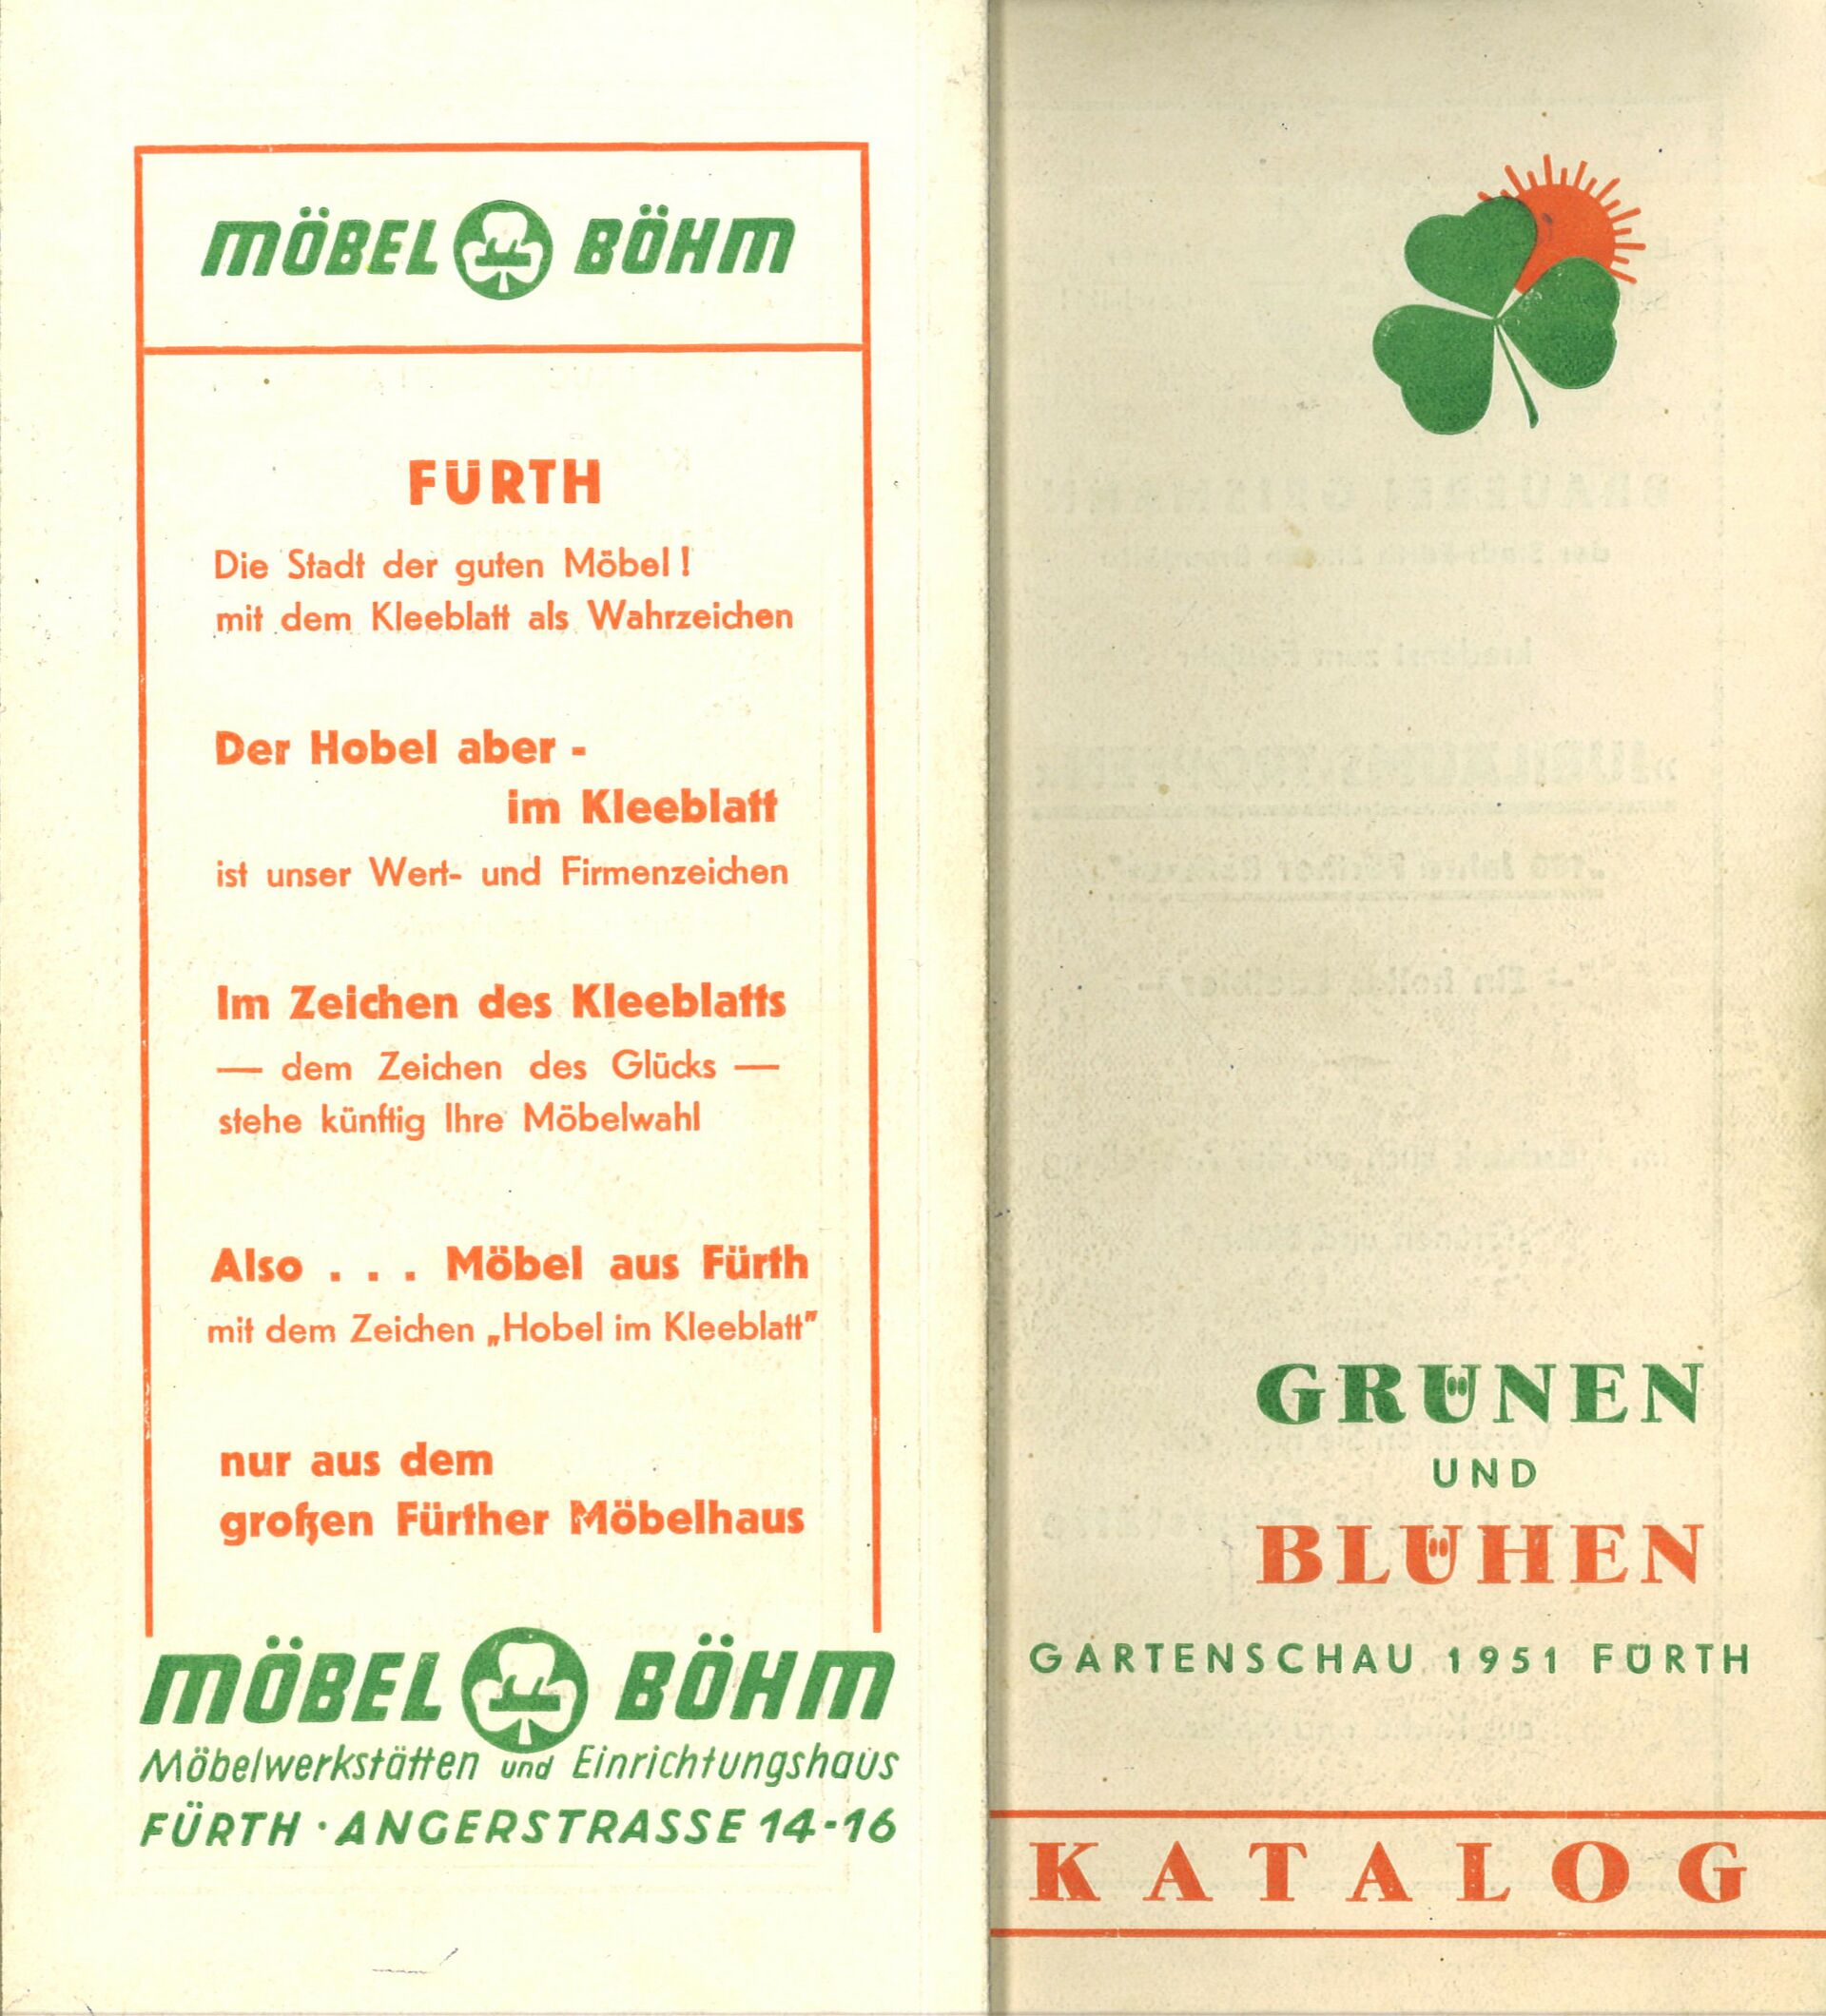 MÖBEL BÖHM
FÜRTH
Die Stadt der guten Möbel!
mit dem Kleeblatt als Wahrzeichen
Der Hobel aber -
im Kleeblatt
ist unser Wert- und Firmenzeichen
Im Zeichen des Kleeblatts
— dem Zeichen des Glücks —
stehe künftig Ihre Möbelwahl
Also . . . Möbel aus Fürth
mit dem Zeichen „Hobel im Kleeblatt"
nur aus dem
großen Fürther Möbelhaus
MÖBEL BÖHM
Möbelwerkstätten und Einrichtungshaus
FÜRTH · ANGERSTRASSE 14-16
GRÜNEN
UND
BLÜHEN
GARTENSCHAU 1951 FÜRTH
KATALOG